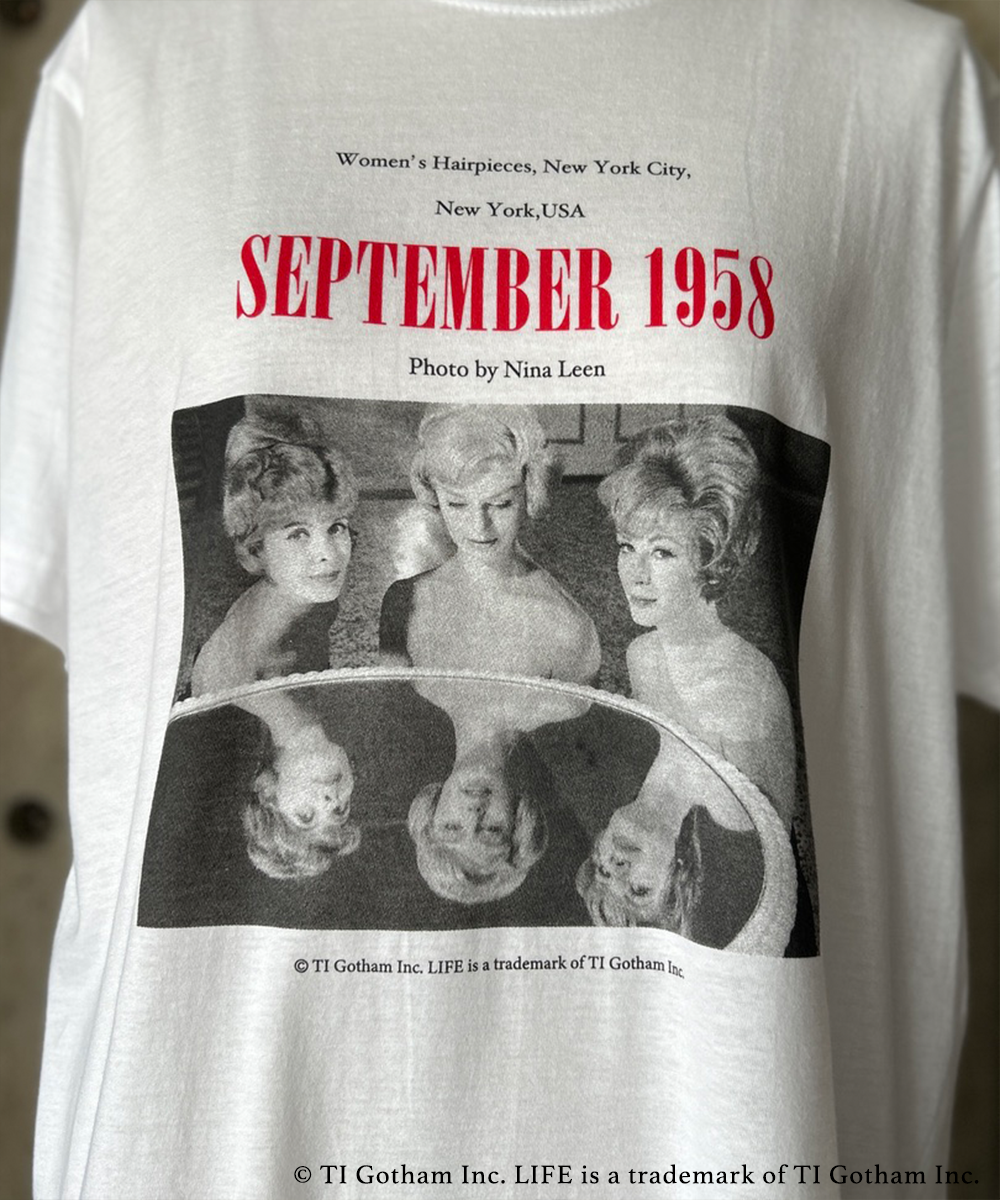 Women's Hairpieces, New York City,
New York,USA
SEPTEMBER 1958
Photo by Nina Leen
© TI Gotham Inc. LIFE is a trademark of TI Gotham Inc.
© TI Gotham Inc. LIFE is a trademark of TI Gotham Inc.